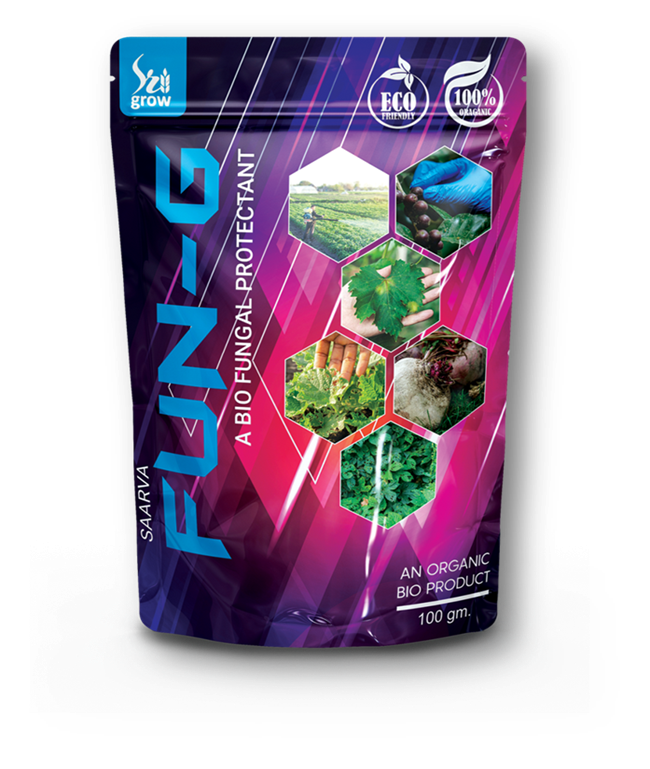 Sri
grow
ECO
FRIENDLY
100%
ORAGANIC
SAARVA
FUN-G
A BIO FUNGAL PROTECTANT
AN ORGANIC
BIO PRODUCT
100 gm.